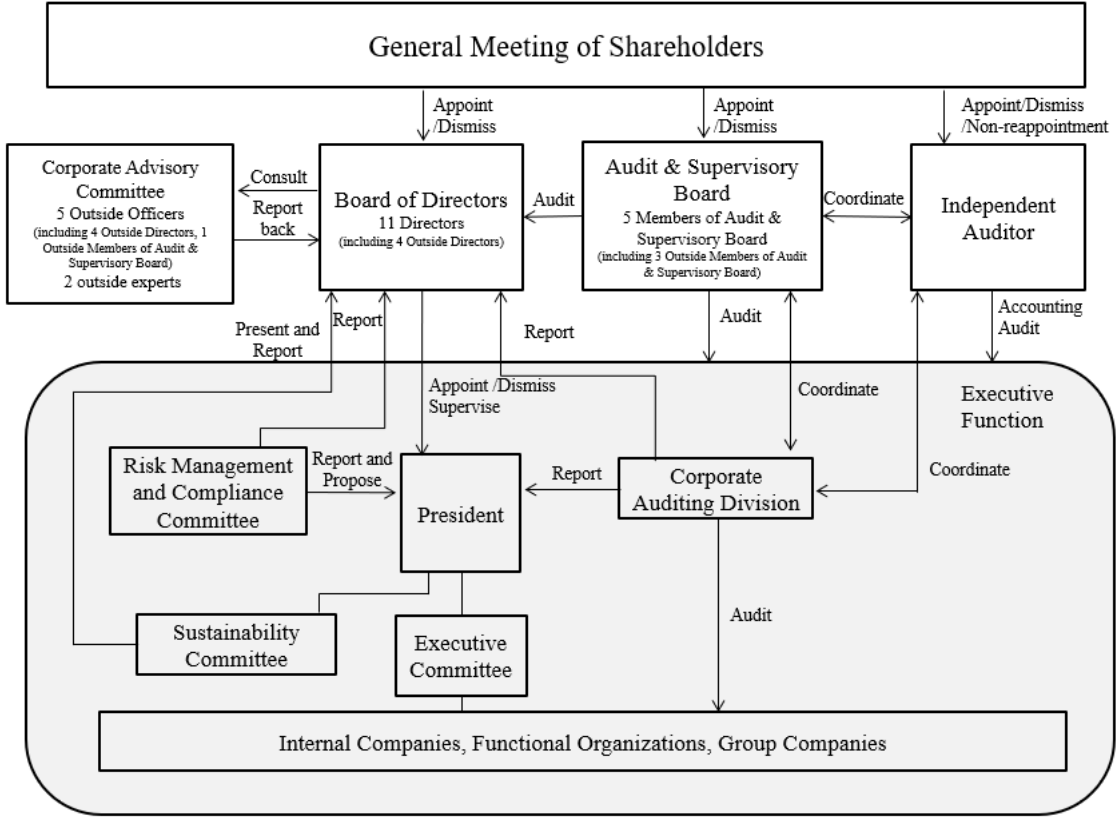 General Meeting of Shareholders
Appoint
/Dismiss
Appoint
/Dismiss
Appoint/Dismiss
/Non-reappointment
Corporate Advisory
Committee
5 Outside Officers
(including 4 Outside Directors, 1
Outside Members of Audit &
Supervisory Board)
2 outside experts
Consult
Report
back
Board of Directors
11 Directors
(including 4 Outside Directors)
Audit
Audit & Supervisory
Board
5 Members of Audit &
Supervisory Board
(including 3 Outside Members of Audit
& Supervisory Board)
Coordinate
Independent
Auditor
Present and
Report
Report
Report
Audit
Accounting
Audit
Appoint /Dismiss
Supervise
Coordinate
Executive
Function
Risk Management
and Compliance
Committee
Report and
Propose
President
Report
Corporate
Auditing Division
Coordinate
Sustainability
Committee
Executive
Committee
Audit
Internal Companies, Functional Organizations, Group Companies